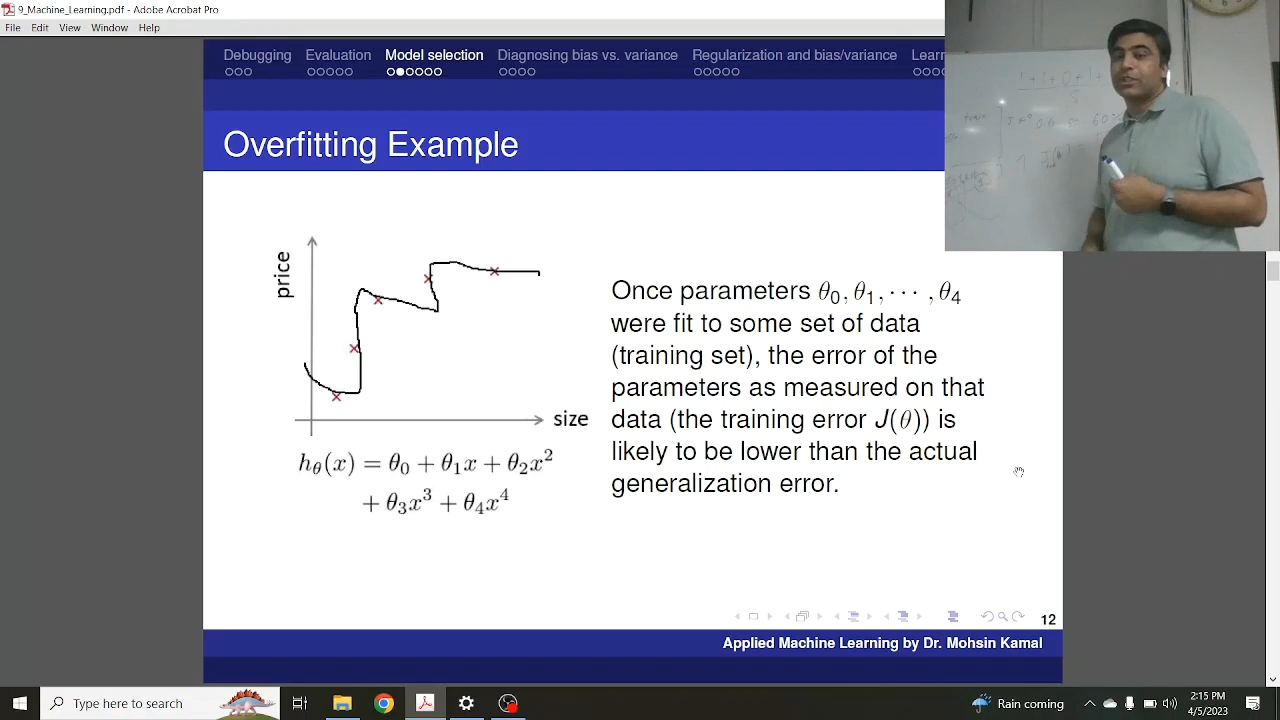 9_Machine_Learning.pdf - Adobe Acrobat Pro
File Edit View Window Help
Debugging Evaluation Model selection Diagnosing bias vs. variance Regularization and bias/variance Learn
Overfitting Example
price
size
hθ(x) = θ0 + θ1x + θ2x² 
+ θ3x³ + θ4x⁴
Once parameters θ0, θ1, ⋯ , θ4
were fit to some set of data
(training set), the error of the
parameters as measured on that
data (the training error J(θ)) is
likely to be lower than the actual
generalization error.
12
Applied Machine Learning by Dr. Mohsin Kamal
Type here to search
Rain coming
2:15 PM
4/5/2023